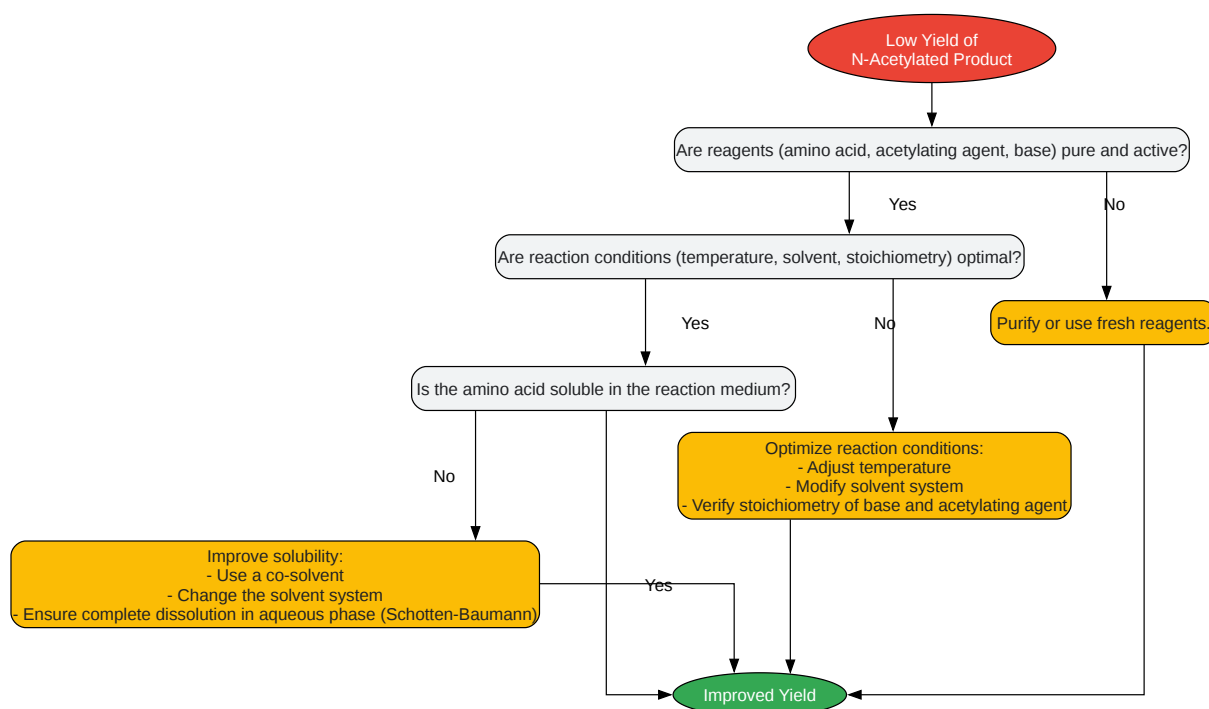 Low Yield of
N-Acetylated Product
Are reagents (amino acid, acetylating agent, base) pure and active?
Yes
No
Are reaction conditions (temperature, solvent, stoichiometry) optimal?
Purify or use fresh reagents.
Yes
No
Is the amino acid soluble in the reaction medium?
Optimize reaction conditions:
- Adjust temperature
- Modify solvent system
- Verify stoichiometry of base and acetylating agent
No
Improve solubility:
- Use a co-solvent
- Change the solvent system
- Ensure complete dissolution in aqueous phase (Schotten-Baumann)
Yes
Improved Yield